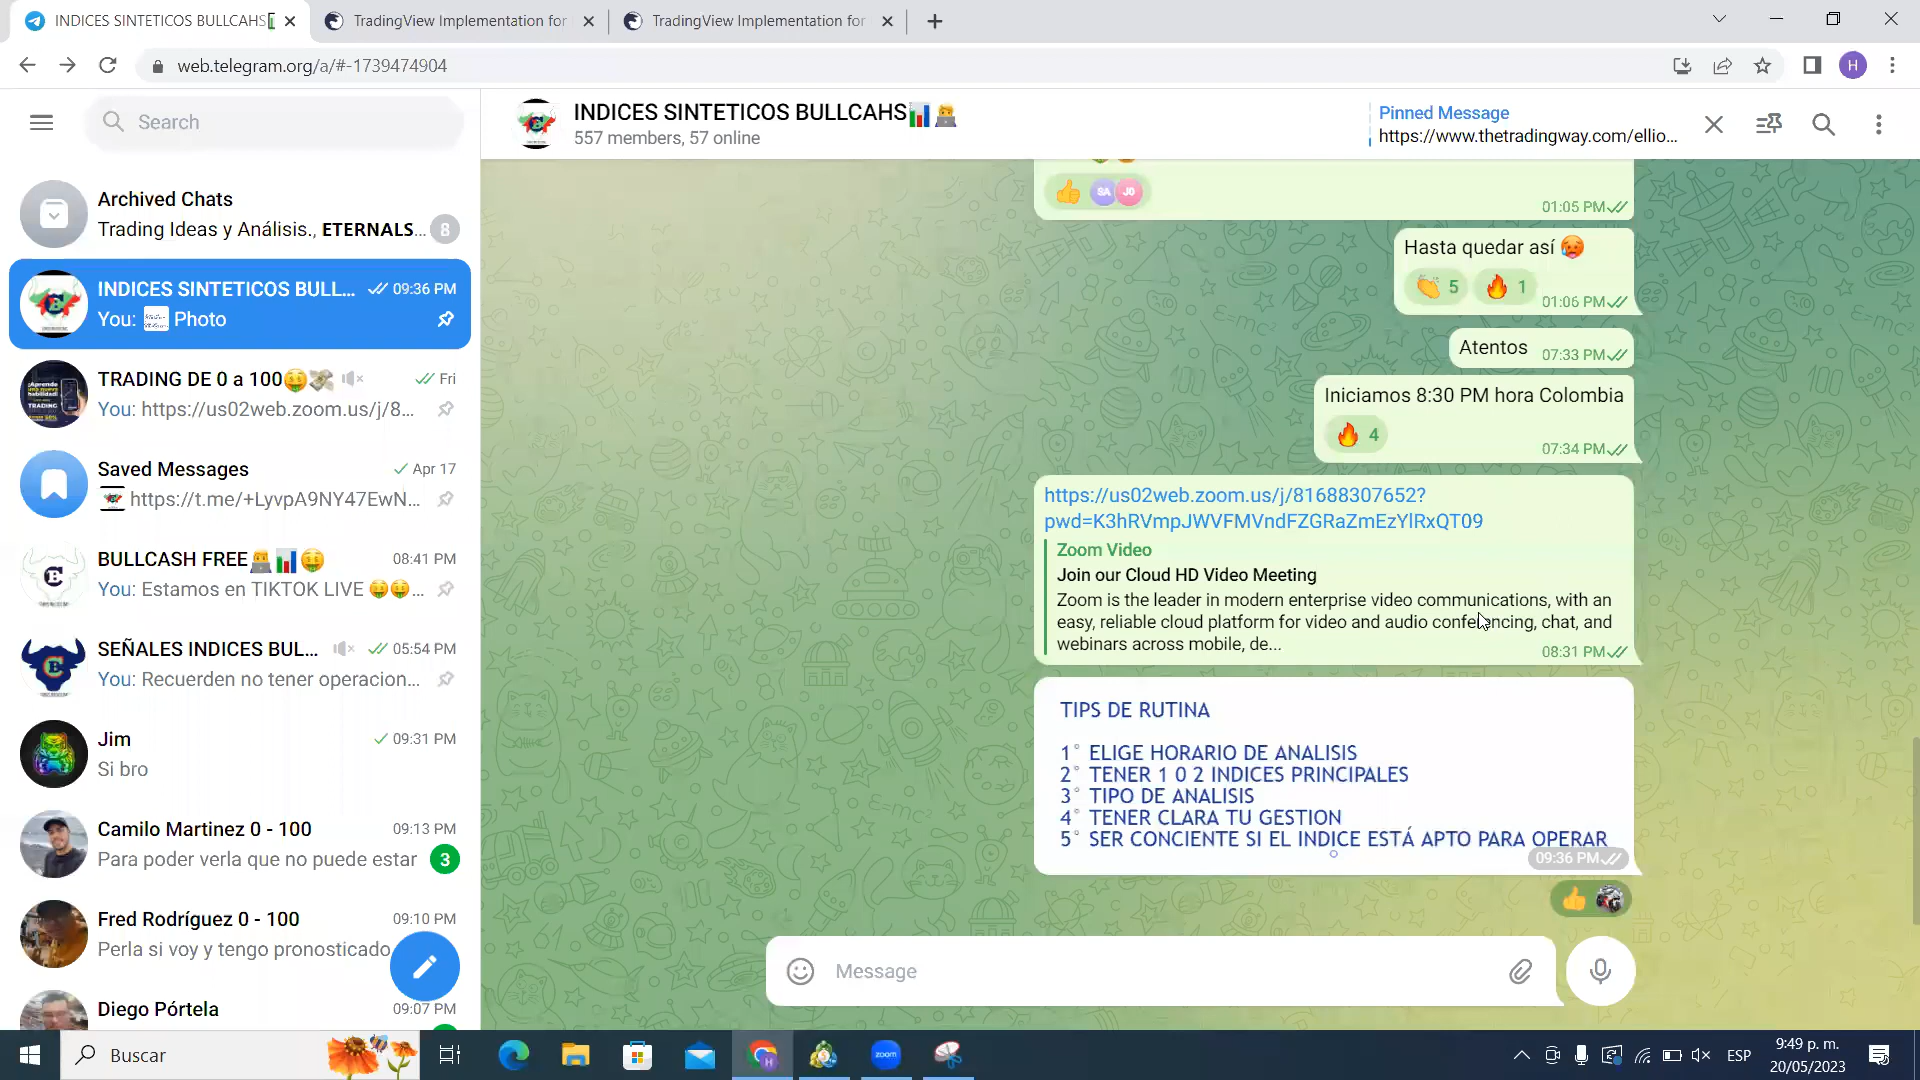 INDICES SINTETICOS BULLCAHS
TradingView Implementation for
TradingView Implementation for
web.telegram.org/a/#-1739474904
H
Search
Archived Chats
Trading Ideas y Análisis., ETERNALS... 8
INDICES SINTETICOS BULL... 09:36 PM
You: Photo
TRADING DE 0 a 100 Fri
You: https://us02web.zoom.us/j/8...
Saved Messages Apr 17
https://t.me/+LyvpA9NY47EwN...
BULLCASH FREE 08:41 PM
You: Estamos en TIKTOK LIVE ...
SEÑALES INDICES BUL... 05:54 PM
You: Recuerden no tener operacion...
Jim 09:31 PM
Si bro
Camilo Martinez 0 - 100 09:13 PM
Para poder verla que no puede estar 3
Fred Rodríguez 0 - 100 09:10 PM
Perla si voy y tengo pronosticado
Diego Pórtela 09:07 PM
INDICES SINTETICOS BULLCAHS
557 members, 57 online
Pinned Message
https://www.thetradingway.com/ellio...
SA JO
01:05 PM
Hasta quedar así
5 1 01:06 PM
Atentos 07:33 PM
Iniciamos 8:30 PM hora Colombia
4 07:34 PM
https://us02web.zoom.us/j/81688307652?
pwd=K3hRVmpJWVFMVndFZGRaZmEzYlRxQT09
Zoom Video
Join our Cloud HD Video Meeting
Zoom is the leader in modern enterprise video communications, with an
easy, reliable cloud platform for video and audio conferencing, chat, and
webinars across mobile, de... 08:31 PM
TIPS DE RUTINA
1° ELIGE HORARIO DE ANALISIS
2° TENER 1 0 2 INDICES PRINCIPALES
3° TIPO DE ANALISIS
4° TENER CLARA TU GESTION
5° SER CONCIENTE SI EL INDICE ESTÁ APTO PARA OPERAR
09:36 PM
Message
Buscar
zoom
ESP
9:49 p. m.
20/05/2023